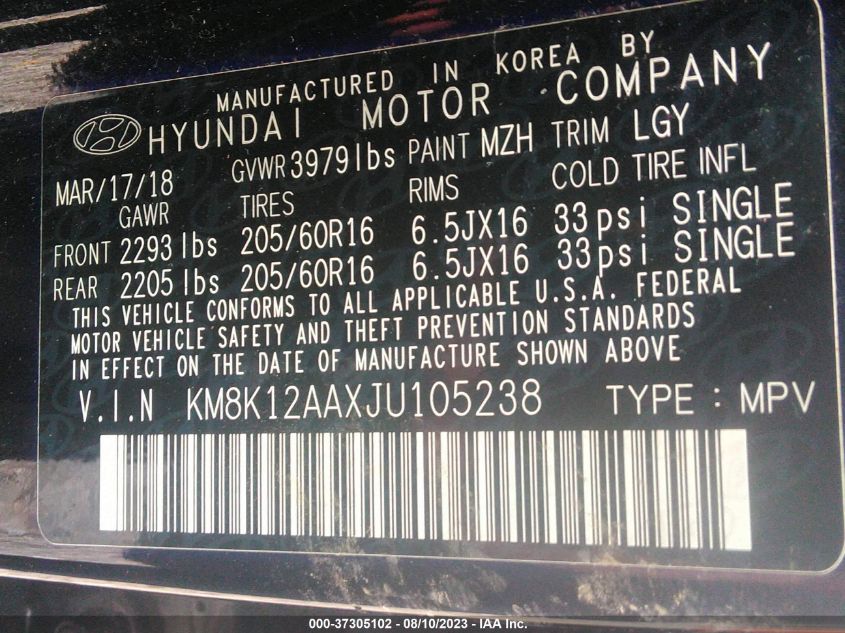 MANUFACTURED IN KOREA BY
HYUNDAI MOTOR COMPANY
MAR/17/18 GVWR 3979lbs PAINT MZH TRIM LGY
GAWR TIRES RIMS COLD TIRE INFL
FRONT 2293 lbs 205/60R16 6.5JX16 33psi SINGLE
REAR 2205 lbs 205/60R16 6.5JX16 33psi SINGLE
THIS VEHICLE CONFORMS TO ALL APPLICABLE U.S.A. FEDERAL
MOTOR VEHICLE SAFETY AND THEFT PREVENTION STANDARDS
IN EFFECT ON THE DATE OF MANUFACTURE SHOWN ABOVE
V.I.N KM8K12AAXJU105238 TYPE : MPV
000-37305102 - 08/10/2023 - IAA Inc.